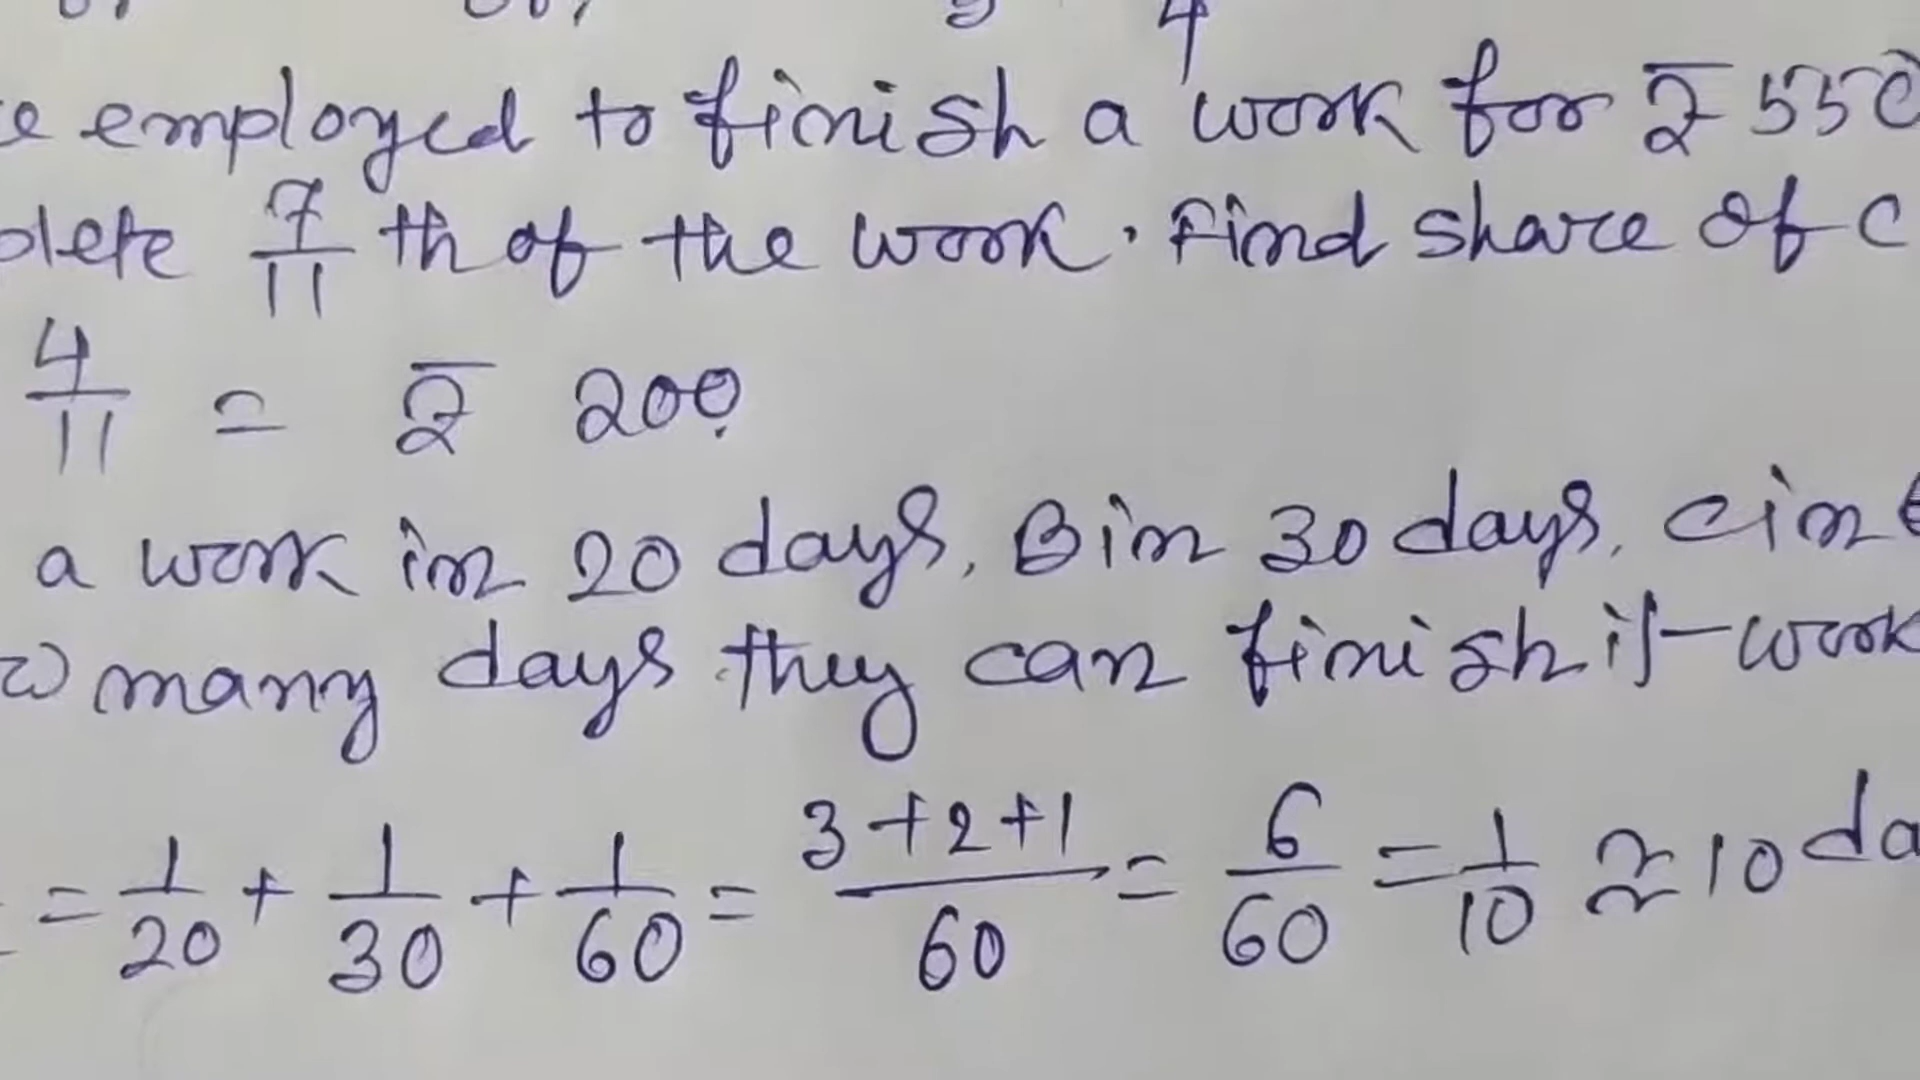 employed to finish a work for ₹ 550
7/11 th of the work. Find share of C
4/11 = ₹ 200
a work in 20 days, B in 30 days, C in
many days they can finish it work
= 1/20 + 1/30 + 1/60 = 3+2+1/60 = 6/60 = 1/10 ≈ 10 da